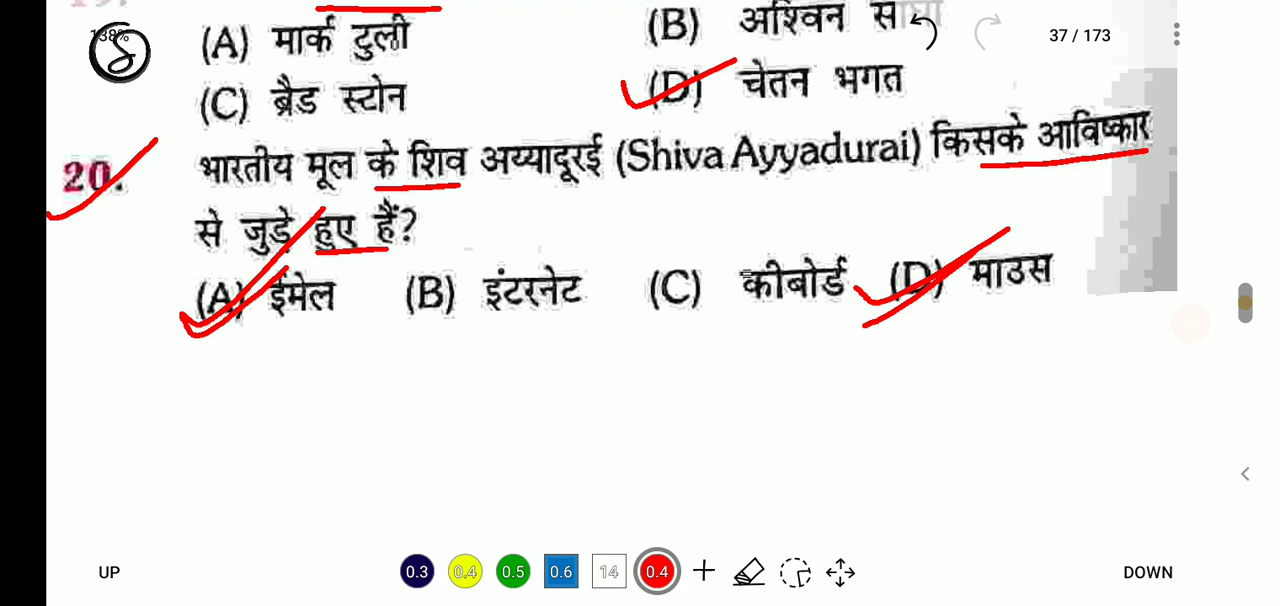 138%
37 / 173
(A) मार्क टुली (B) अश्विन
(C) ब्रैड स्टोन (D) चेतन भगत
20. भारतीय मूल के शिव अय्यादूरई (Shiva Ayyadurai) किसके आविष्कार
से जुड़े हुए हैं?
(A) ईमेल (B) इंटरनेट (C) कीबोर्ड (D) माउस
UP 0.3 0.4 0.5 0.6 14 0.4 DOWN